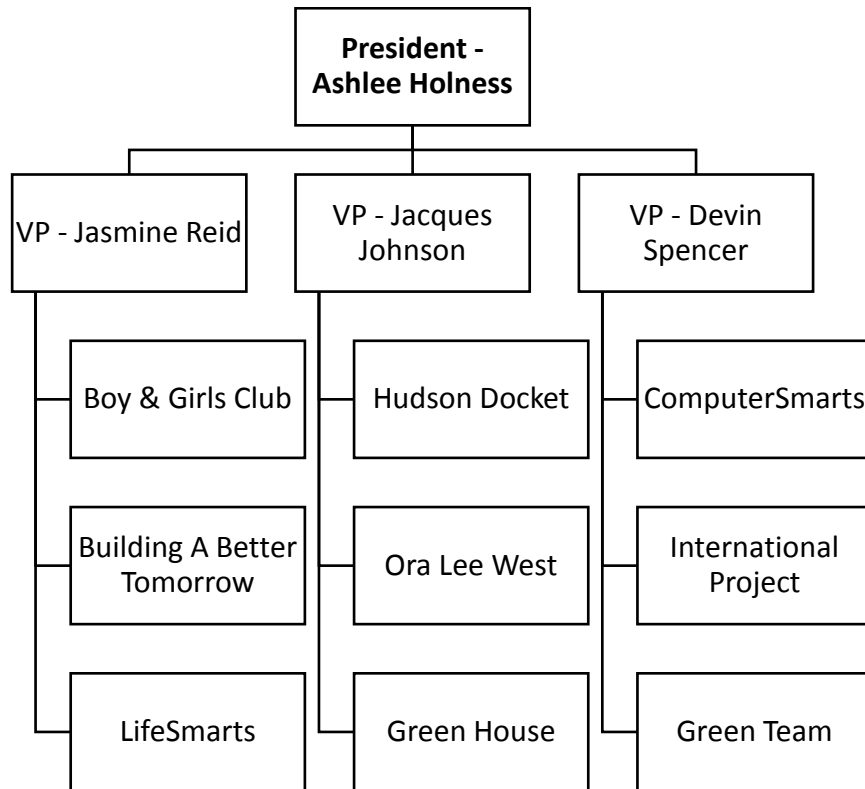 President -
Ashlee Holness
VP - Jasmine Reid
VP - Jacques
Johnson
VP - Devin
Spencer
Boy & Girls Club
Hudson Docket
ComputerSmarts
Building A Better
Tomorrow
Ora Lee West
International
Project
LifeSmarts
Green House
Green Team